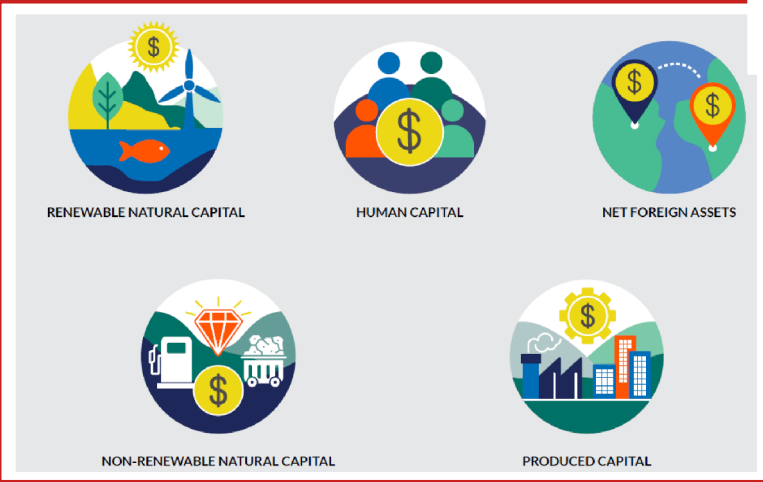 $
$
$
$
RENEWABLE NATURAL CAPITAL
HUMAN CAPITAL
NET FOREIGN ASSETS
$
$
NON-RENEWABLE NATURAL CAPITAL
PRODUCED CAPITAL